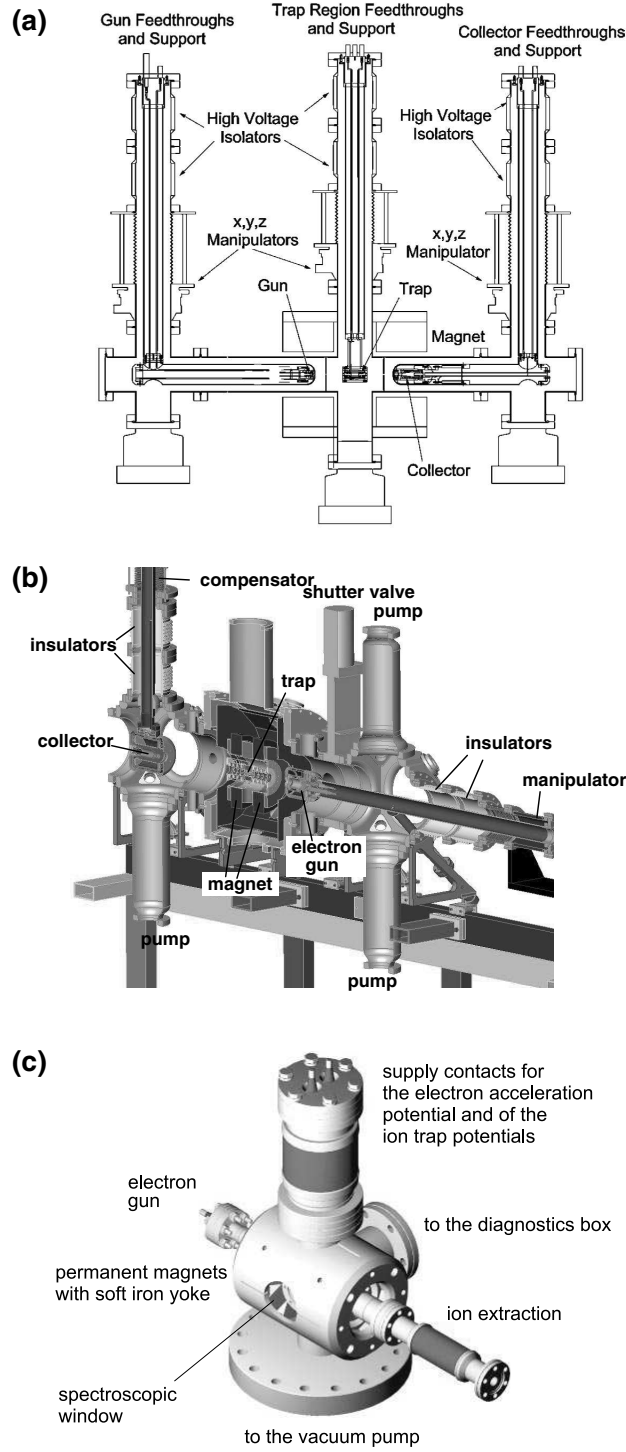 (a)
Gun Feedthroughs
and Support
Trap Region Feedthroughs
and Support
Collector Feedthroughs
and Support
High Voltage
Isolators
High Voltage
Isolators
x,y,z
Manipulators
x,y,z
Manipulator
Gun
Trap
Magnet
Collector
(b)
compensator
shutter valve
pump
insulators
trap
collector
insulators
manipulator
electron
gun
magnet
pump
pump
(c)
supply contacts for
the electron acceleration
potential and of the
ion trap potentials
electron
gun
to the diagnostics box
permanent magnets
with soft iron yoke
ion extraction
spectroscopic
window
to the vacuum pump